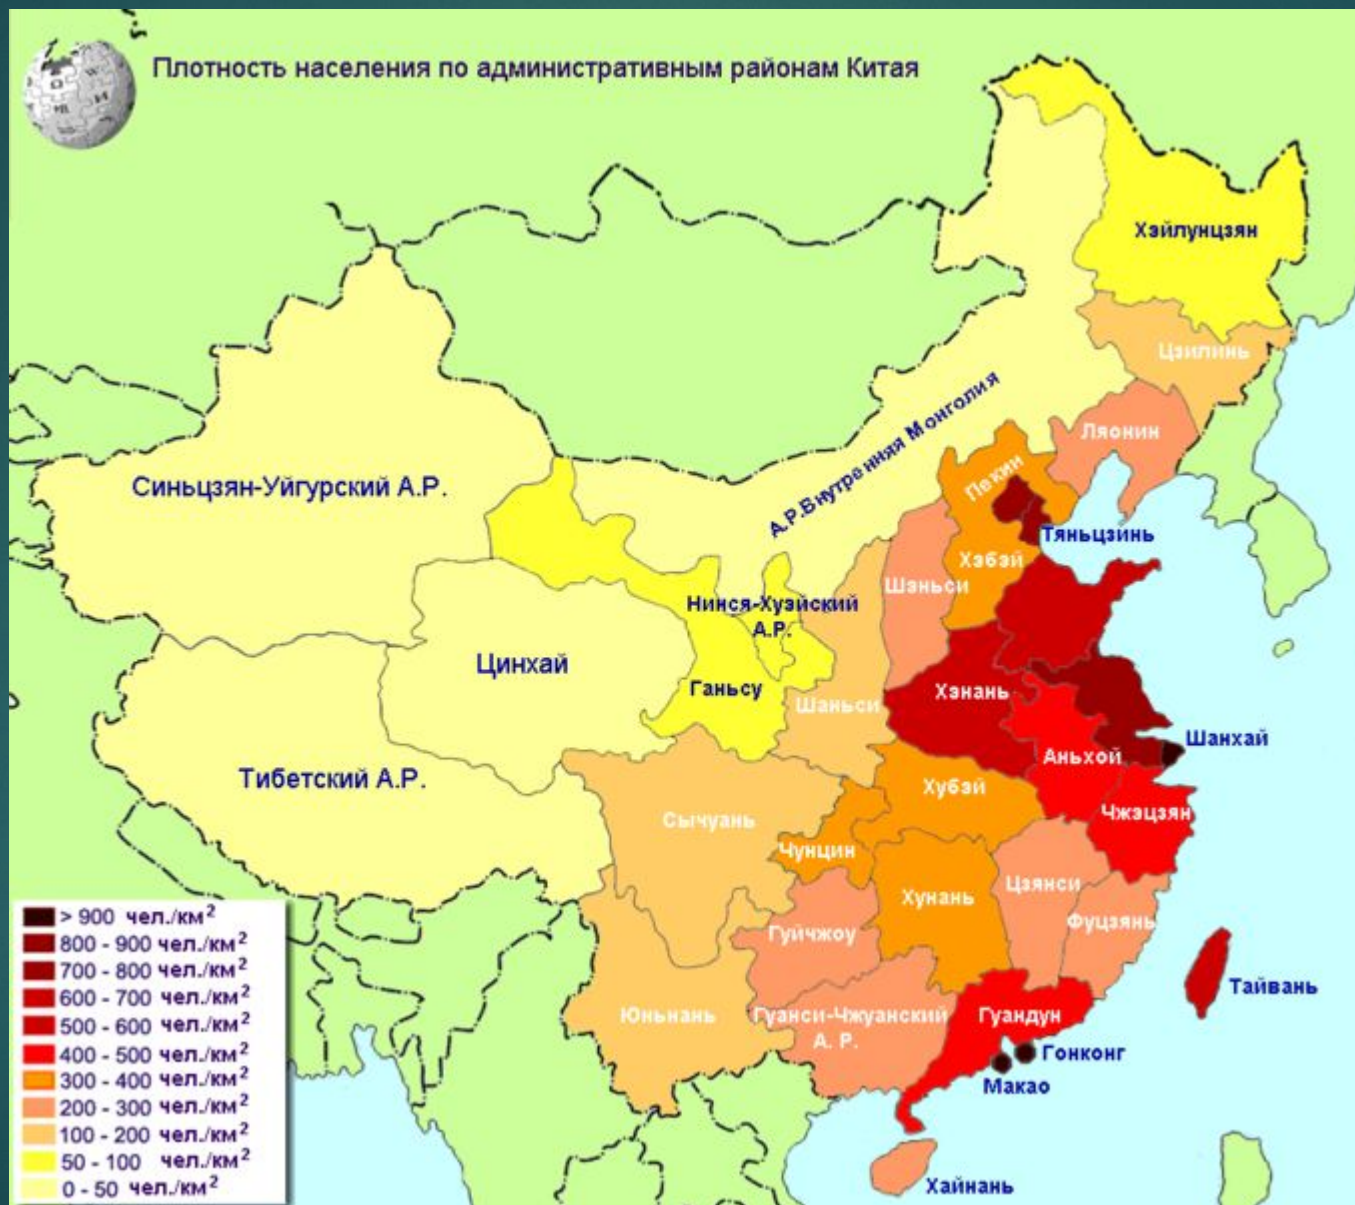 Плотность населения по административным районам Китая
Хэйлунцзян
Цзилинь
Ляонин
А.Р.Внутренняя Монголия
Пекин
Тяньцзинь
Хэбэй
Шэньси
Синьцзян-Уйгурский А.Р.
Нинся-Хуэйский
А.Р.
Цинхай
Ганьсу
Шаньси
Хэнань
Шанхай
Аньхой
Тибетский А.Р.
Хубэй
Чжэцзян
Сычуань
Чунцин
Хунань
Цзянси
Фуцзянь
Гуйчжоу
Тайвань
Юньнань
Гуанси-Чжуанский
А. Р.
Гуандун
Гонконг
Макао
Хайнань
> 900 чел./км²
800 - 900 чел./км²
700 - 800 чел./км²
600 - 700 чел./км²
500 - 600 чел./км²
400 - 500 чел./км²
300 - 400 чел./км²
200 - 300 чел./км²
100 - 200 чел./км²
50 - 100 чел./км²
0 - 50 чел./км²